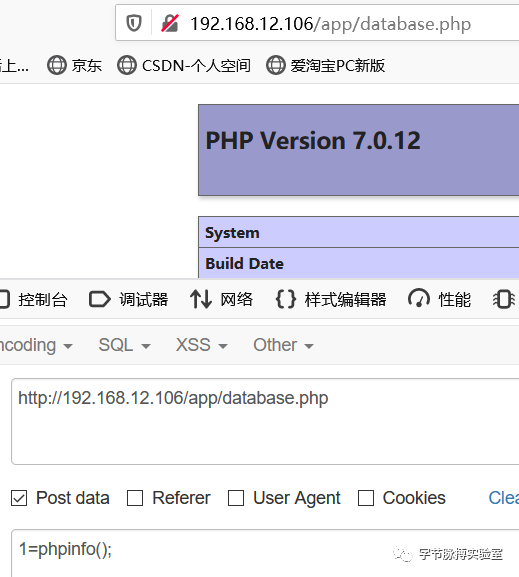 192.168.12.106/app/database.php
上... 京东 CSDN-个人空间 爱淘宝PC新版
PHP Version 7.0.12
System
Build Date
控制台 调试器 网络 样式编辑器 性能
ncoding SQL XSS Other
http://192.168.12.106/app/database.php
Post data Referer User Agent Cookies Clea
1=phpinfo();
字节脉搏实验室